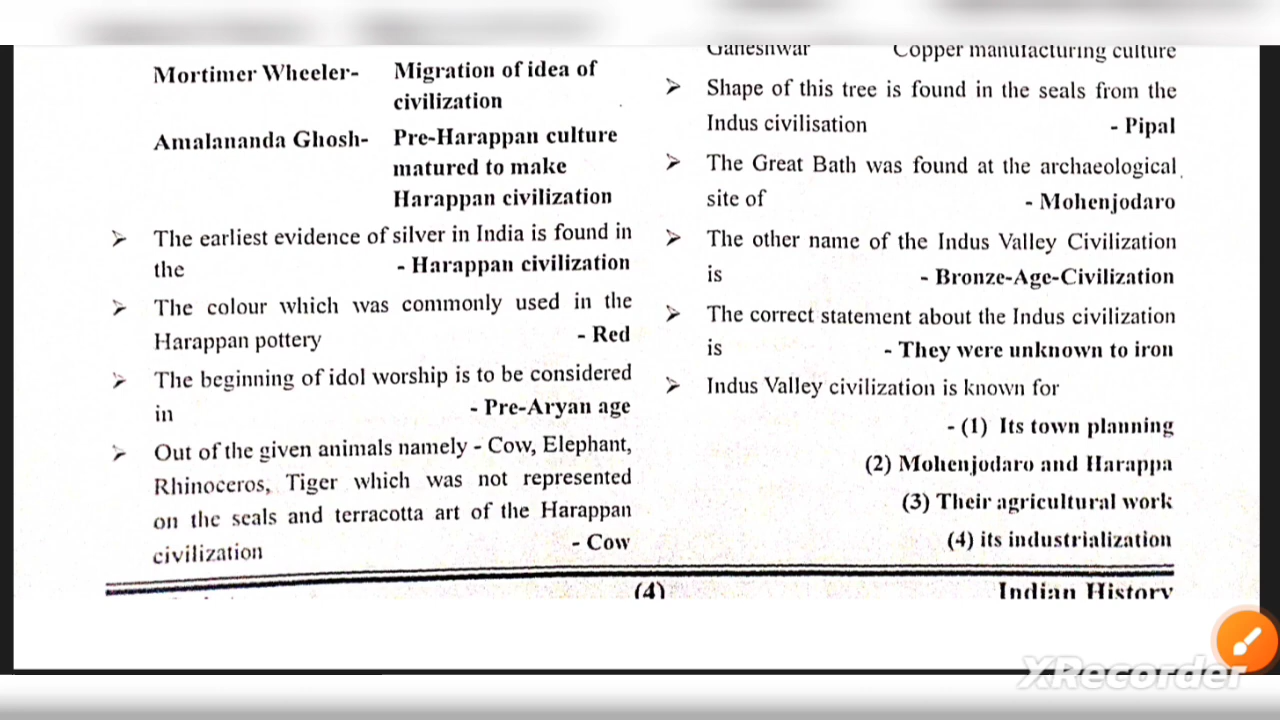 Mortimer Wheeler- Migration of idea of
civilization
Amalananda Ghosh- Pre-Harappan culture
matured to make
Harappan civilization
➢ The earliest evidence of silver in India is found in
the - Harappan civilization
➢ The colour which was commonly used in the
Harappan pottery - Red
➢ The beginning of idol worship is to be considered
in - Pre-Aryan age
➢ Out of the given animals namely - Cow, Elephant,
Rhinoceros, Tiger which was not represented
on the seals and terracotta art of the Harappan
civilization - Cow
Ganeshwar Copper manufacturing culture
➢ Shape of this tree is found in the seals from the
Indus civilisation - Pipal
➢ The Great Bath was found at the archaeological
site of - Mohenjodaro
➢ The other name of the Indus Valley Civilization
is - Bronze-Age-Civilization
➢ The correct statement about the Indus civilization
is - They were unknown to iron
➢ Indus Valley civilization is known for
- (1) Its town planning
(2) Mohenjodaro and Harappa
(3) Their agricultural work
(4) its industrialization
(4) Indian History
XRecorder